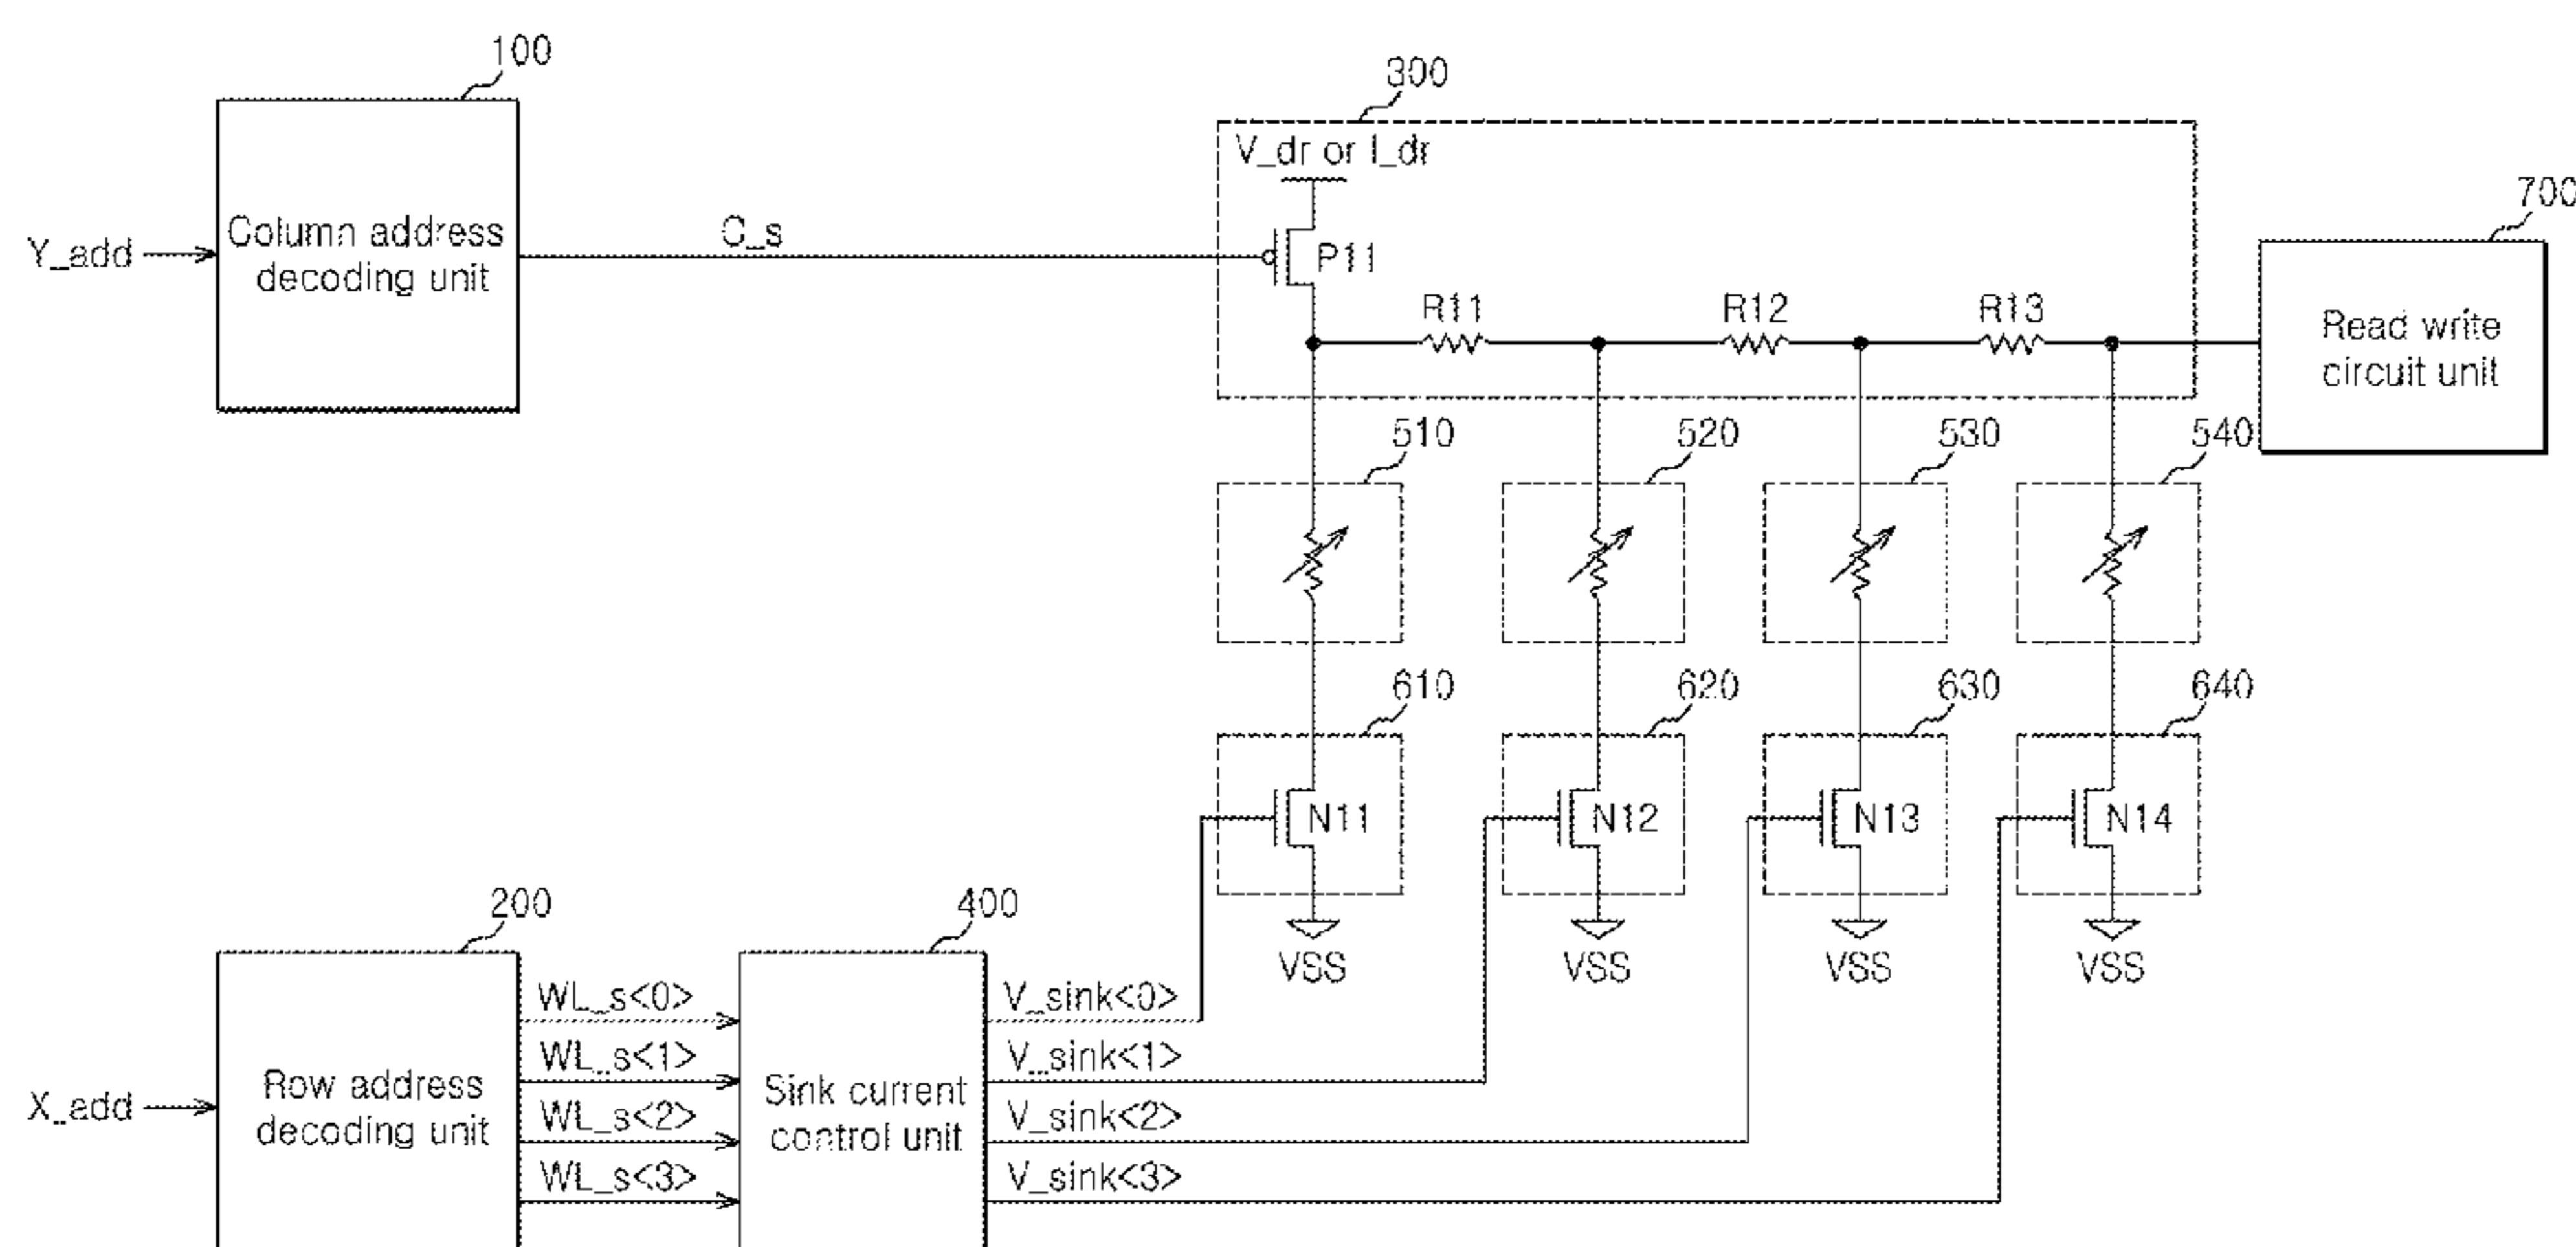 100
300
V_dr or I_dr
700
Y_add
Column address
decoding unit
C_s
P11
R11
R12
R13
Read write
circuit unit
510
520
530
540
610
620
630
640
N11
N12
N13
N14
200
400
VSS
VSS
VSS
VSS
WL_s<0>
V_sink<0>
WL_s<1>
V_sink<1>
X_add
Row address
decoding unit
WL_s<2>
Sink current
control unit
V_sink<2>
WL_s<3>
V_sink<3>